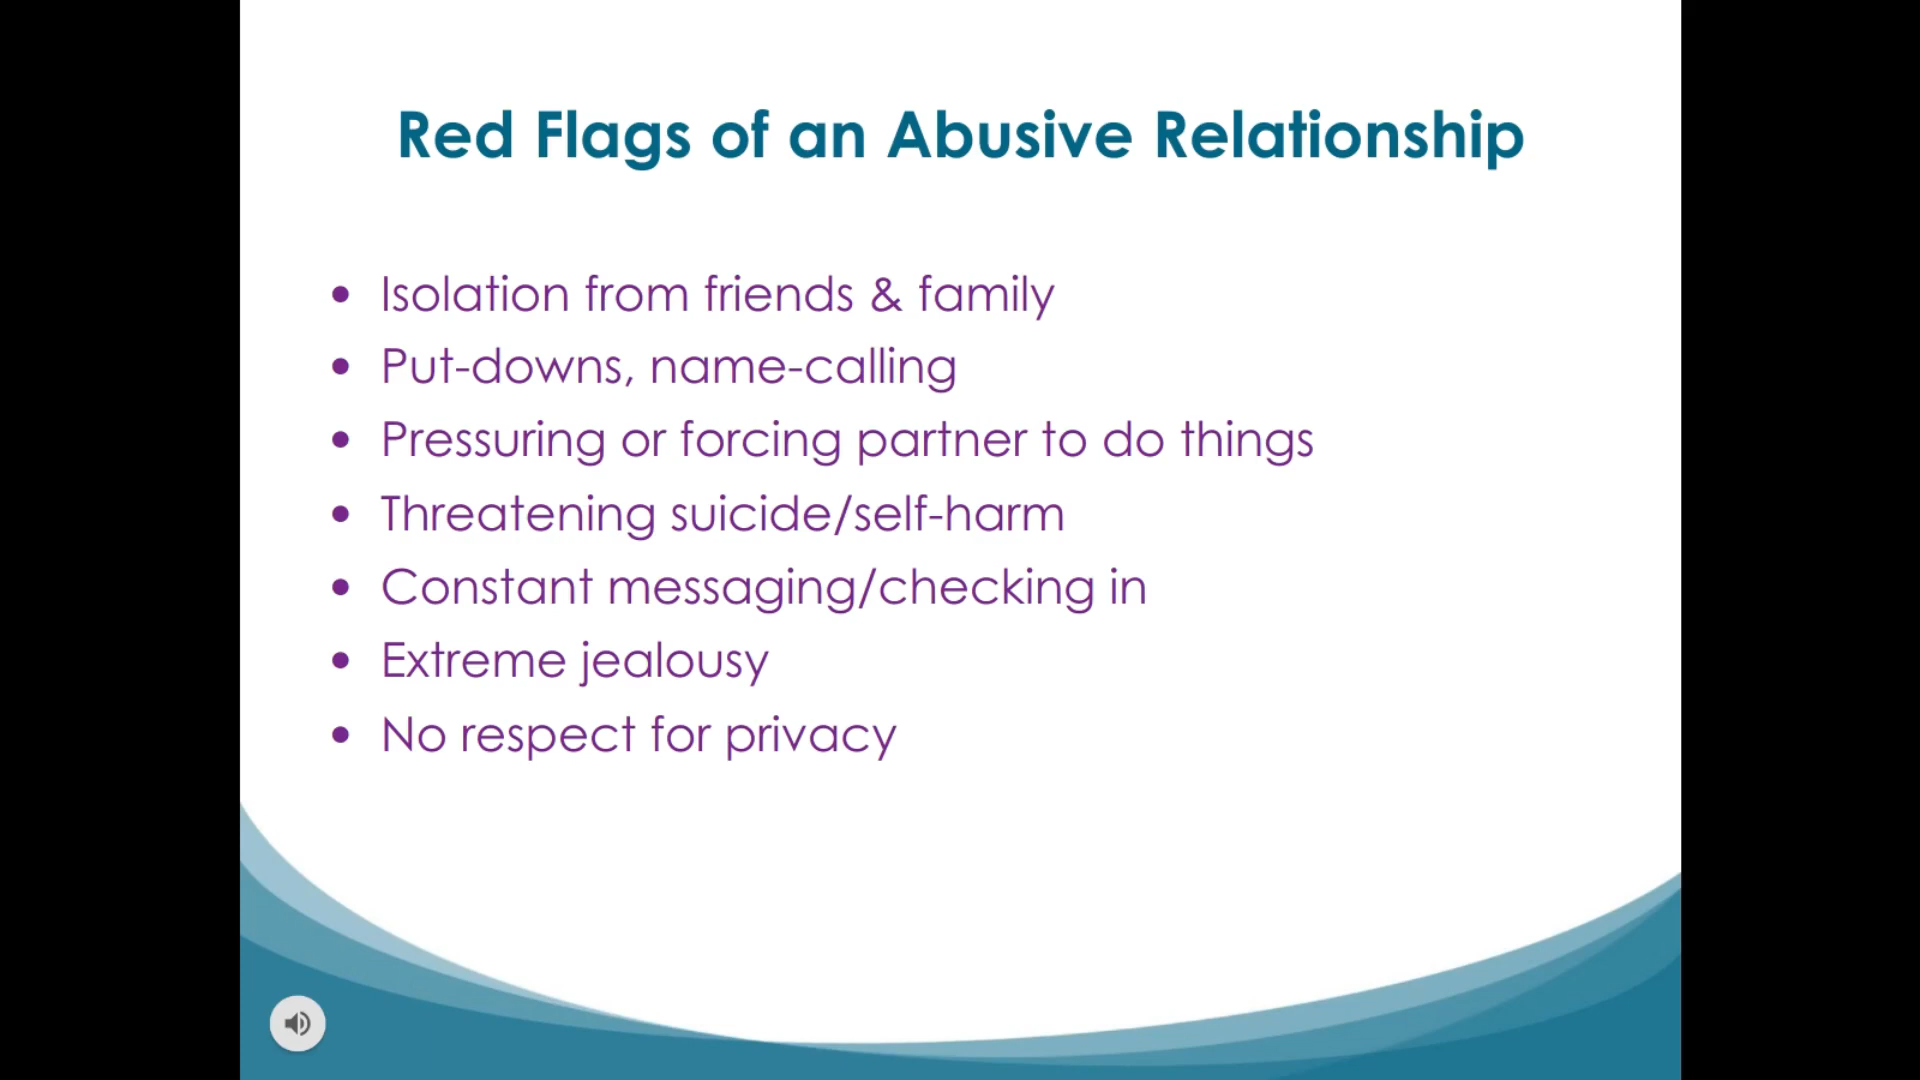 Red Flags of an Abusive Relationship
• Isolation from friends & family
• Put-downs, name-calling
• Pressuring or forcing partner to do things
• Threatening suicide/self-harm
• Constant messaging/checking in
• Extreme jealousy
• No respect for privacy